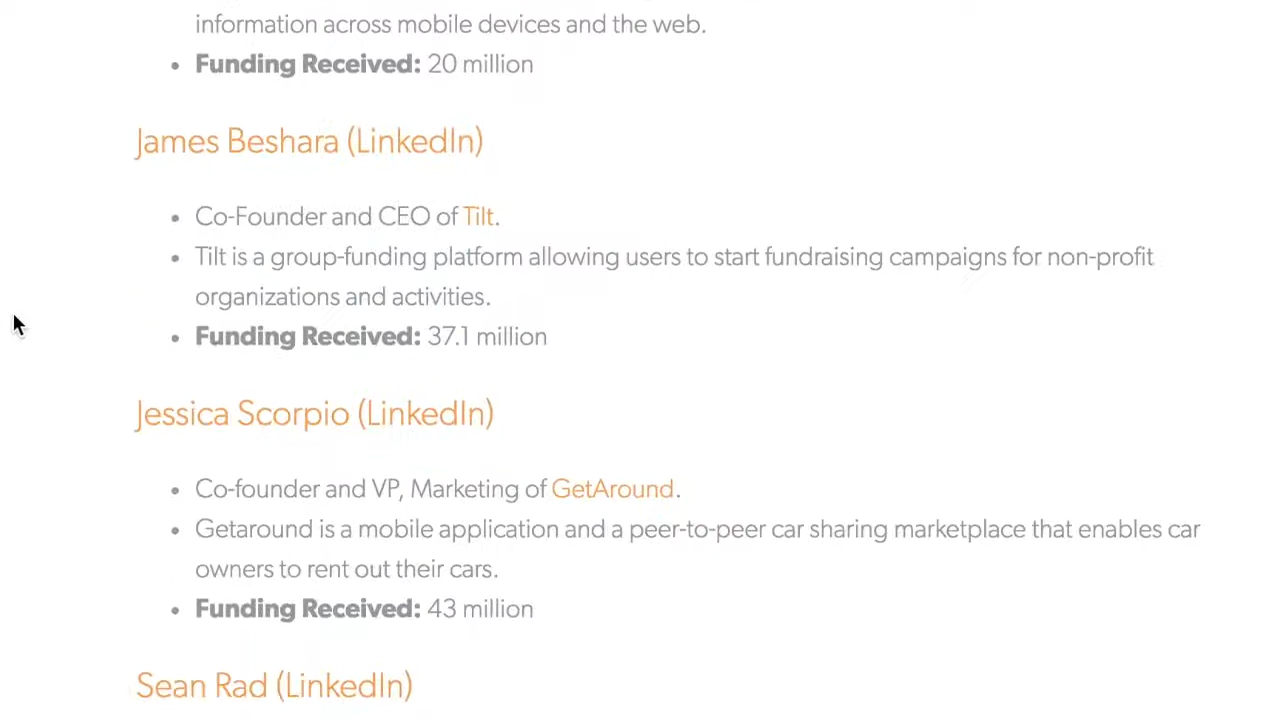 information across mobile devices and the web.
• Funding Received: 20 million
James Beshara (LinkedIn)
• Co-Founder and CEO of Tilt.
• Tilt is a group-funding platform allowing users to start fundraising campaigns for non-profit
organizations and activities.
• Funding Received: 37.1 million
Jessica Scorpio (LinkedIn)
• Co-founder and VP, Marketing of GetAround.
• Getaround is a mobile application and a peer-to-peer car sharing marketplace that enables car
owners to rent out their cars.
• Funding Received: 43 million
Sean Rad (LinkedIn)